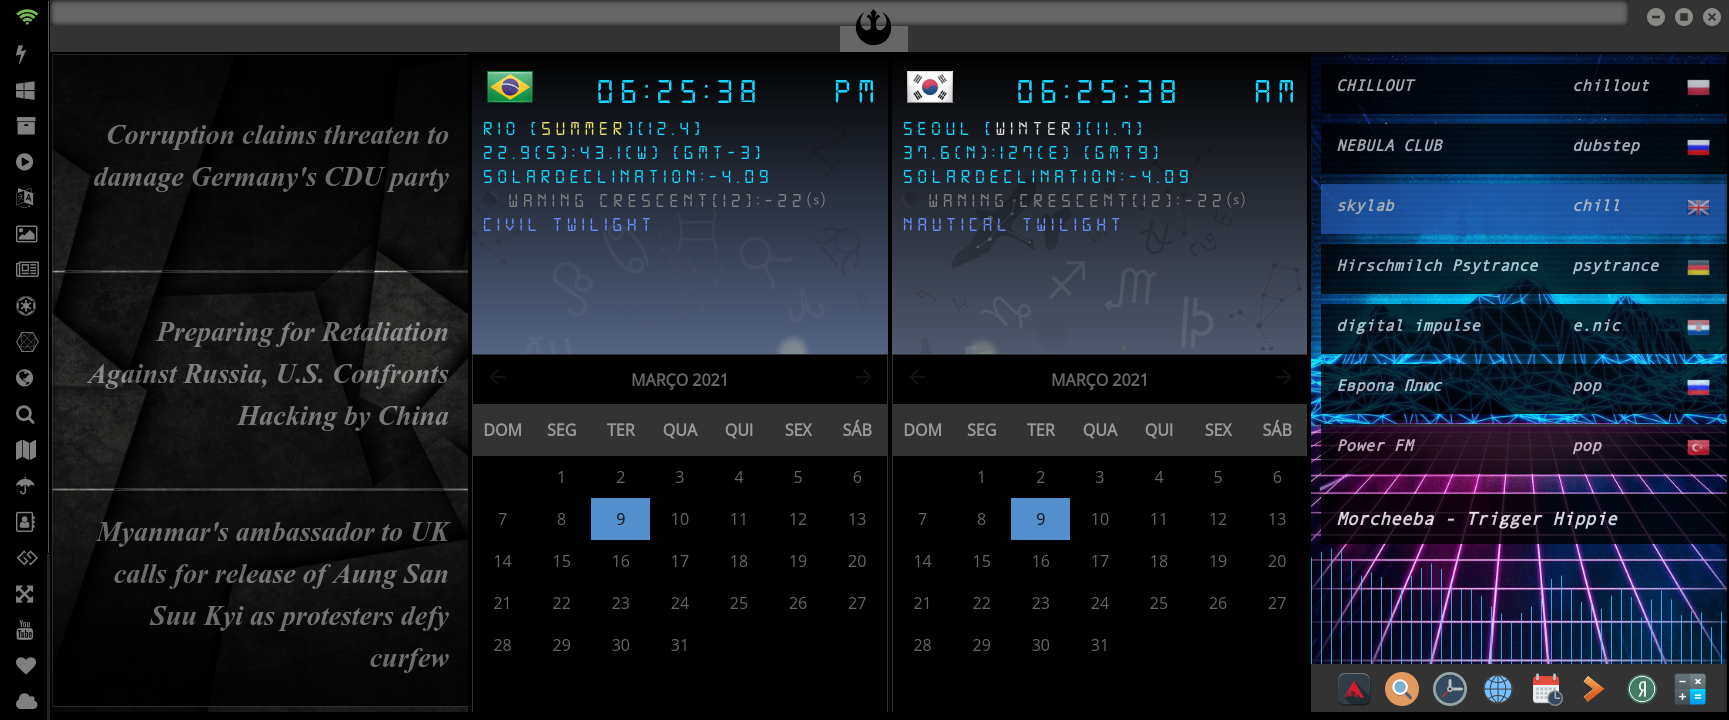 Corruption claims threaten to
damage Germany's CDU party
Preparing for Retaliation
Against Russia, U.S. Confronts
Hacking by China
Myanmar's ambassador to UK
calls for release of Aung San
Suu Kyi as protesters defy
curfew
06:25:38 PM
RIO [SUMMER][12.4]
22.9(S):43.1(W) [GMT-3]
SOLARDECLINATION:-4.09
WANING CRESCENT[12]:-22(s)
CIVIL TWILIGHT
MARÇO 2021
DOM SEG TER QUA QUI SEX SÁB
1 2 3 4 5 6
7 8 9 10 11 12 13
14 15 16 17 18 19 20
21 22 23 24 25 26 27
28 29 30 31
06:25:38 AM
SEOUL [WINTER][11.7]
37.6(N):127(E) [GMT9]
SOLARDECLINATION:-4.09
WANING CRESCENT[12]:-22(s)
NAUTICAL TWILIGHT
MARÇO 2021
DOM SEG TER QUA QUI SEX SÁB
1 2 3 4 5 6
7 8 9 10 11 12 13
14 15 16 17 18 19 20
21 22 23 24 25 26 27
28 29 30 31
CHILLOUT chillout
NEBULA CLUB dubstep
skylab chill
Hirschmilch Psytrance psytrance
digital impulse e.nic
Европа Плюс pop
Power FM pop
Morcheeba - Trigger Hippie
You
Tube
Я